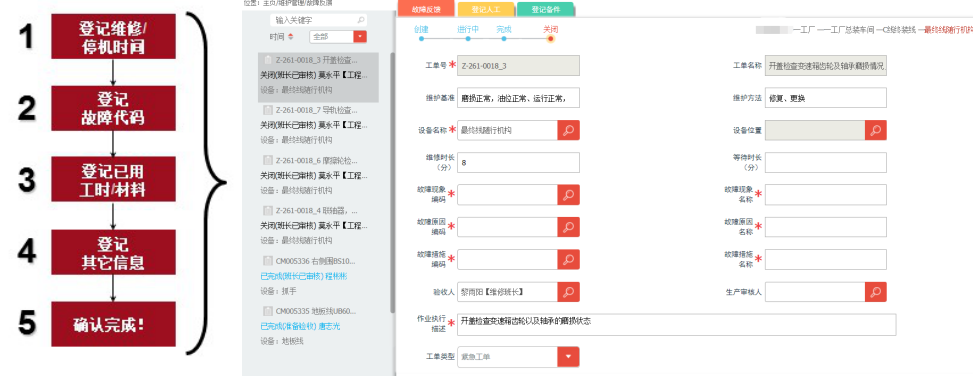 1
登记维修/
停机时间
2
登记
故障代码
3
登记已用
工时/材料
4
登记
其它信息
5
确认完成！
位置：主页/维护管理/故障反馈
输入关键字
时间
全部
Z-261-0018_3 开盖检查...
关闭(班长已审核) 莫永平【工程...
设备：最终线随行机构
Z-261-0018_7 导轨检查...
关闭(班长已审核) 莫永平【工程...
设备：最终线随行机构
Z-261-0018_6 摩擦轮检...
关闭(班长已审核) 莫永平【工程...
设备：最终线随行机构
Z-261-0018_4 联轴器，...
关闭(班长已审核) 莫永平【工程...
设备：最终线随行机构
CM005336 右侧围BS10...
已完成(班长已审核) 程彬彬
设备：抓手
CM005335 地板线UB60...
已完成(准备验收) 唐志光
设备：地板线
故障反馈
登记人工
登记备件
创建
进行中
完成
关闭
一工厂 —一工厂总装车间 —C线终装线 —最终线随行机构
工单号 * Z-261-0018_3
工单名称 开盖检查变速箱齿轮及轴承磨损情况
维护基准 磨损正常，油位正常、运行正常，
维护方法 修复、更换
设备名称 * 最终线随行机构
设备位置
维修时长
（分） 8
等待时长
（分）
故障现象
编码 *
故障现象
名称 *
故障原因
编码 *
故障原因
名称 *
故障措施
编码 *
故障措施
名称 *
验收人 黎雨阳【维修班长】
生产审核人
作业执行
描述 * 开盖检查变速箱齿轮以及轴承的磨损状态
工单类型 紧急工单